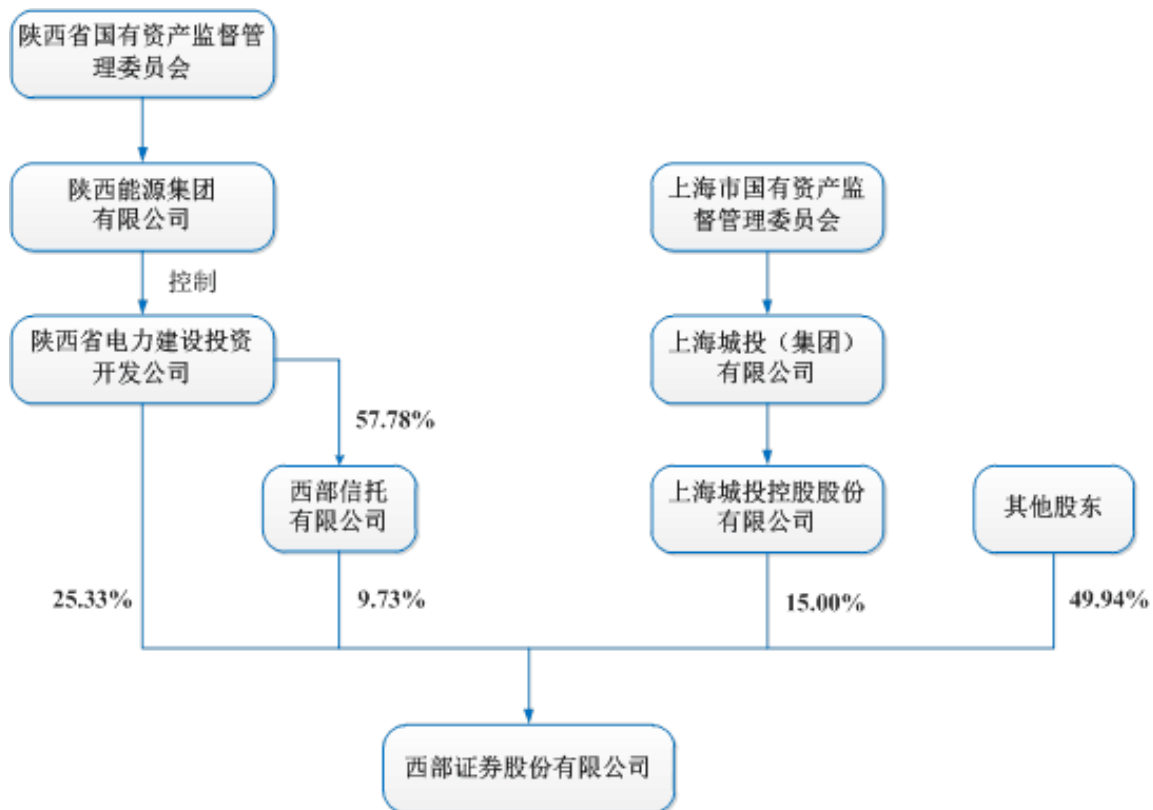 陕西省国有资产监督管
理委员会
陕西能源集团
有限公司
上海市国有资产监
督管理委员会
控制
陕西省电力建设投资
开发公司
上海城投（集团）
有限公司
57.78%
西部信托
有限公司
上海城投控股股份
有限公司
其他股东
25.33%
9.73%
15.00%
49.94%
西部证券股份有限公司